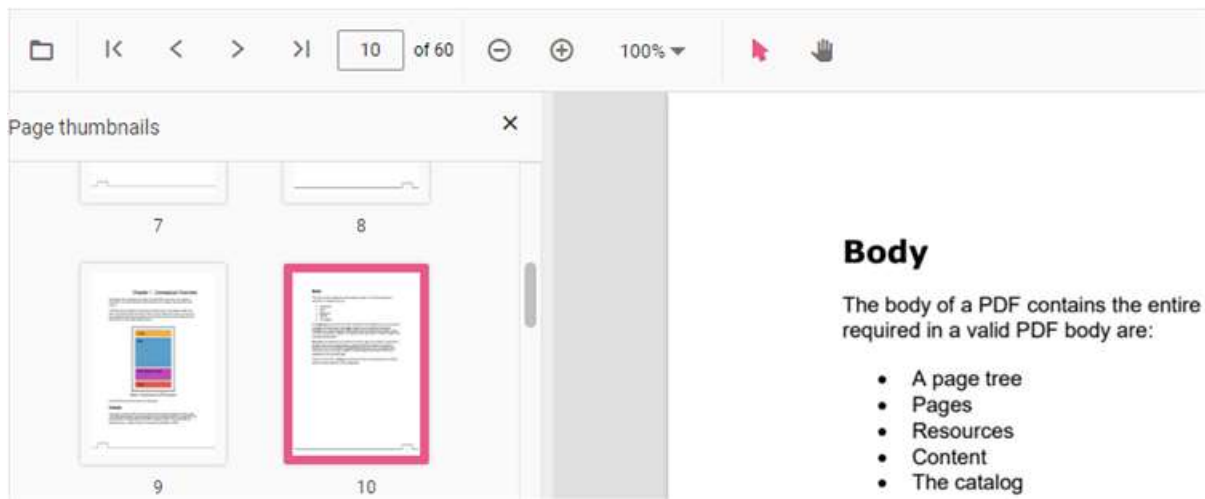 10 of 60
100%
Page thumbnails
7
8
9
10
Body
The body of a PDF contains the entire
required in a valid PDF body are:
• A page tree
• Pages
• Resources
• Content
• The catalog